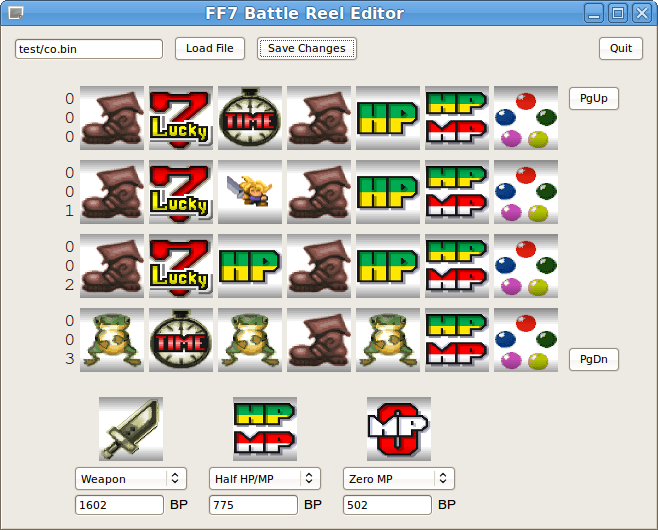 FF7 Battle Reel Editor
test/co.bin Load File Save Changes Quit
0 0 0 7 Lucky TIME HP HP MP PgUp
0 0 1 7 Lucky HP HP MP
0 0 2 7 Lucky HP HP HP MP
0 0 3 TIME HP MP PgDn
HP MP 0 MP
Weapon Half HP/MP Zero MP
1602 BP 775 BP 502 BP